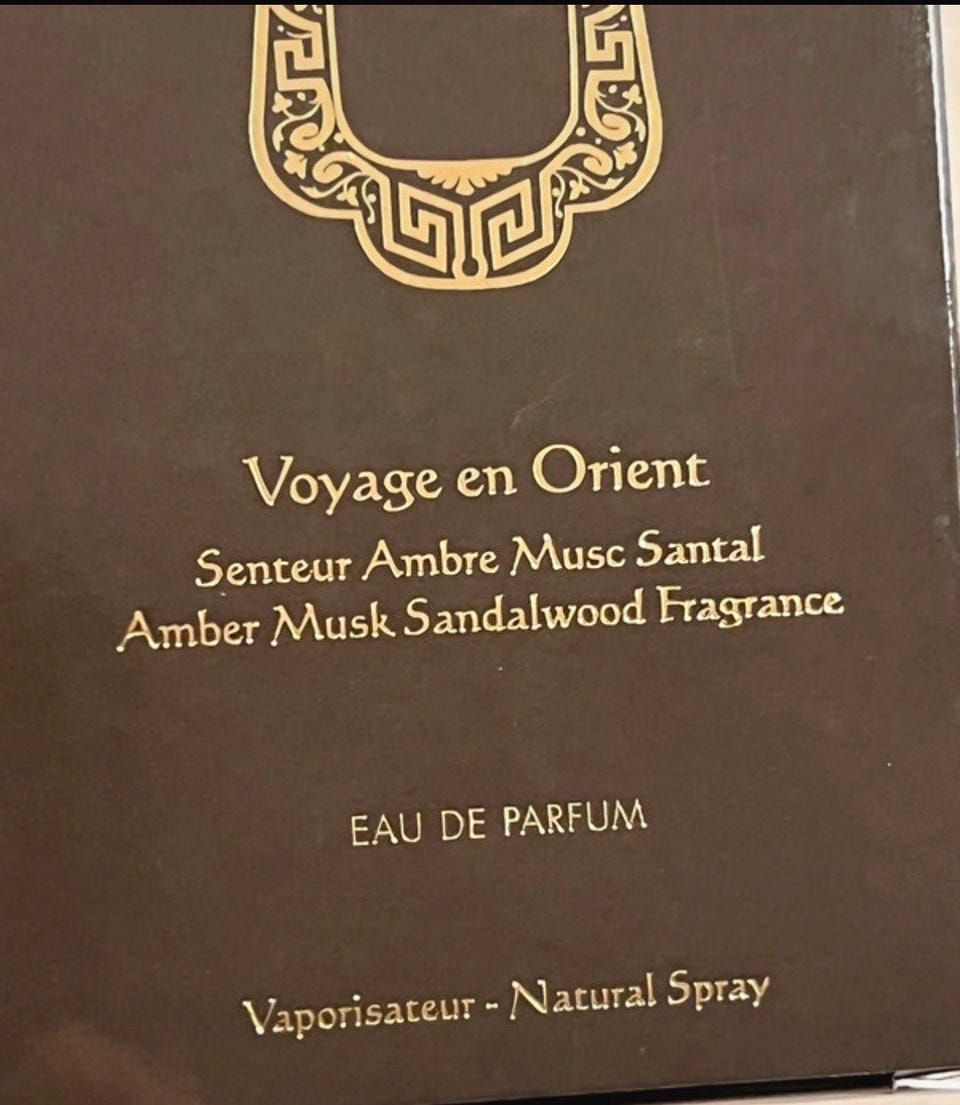 Voyage en Orient
Senteur Ambre Musc Santal
Amber Musk Sandalwood Fragrance
EAU DE PARFUM
Vaporisateur - Natural Spray